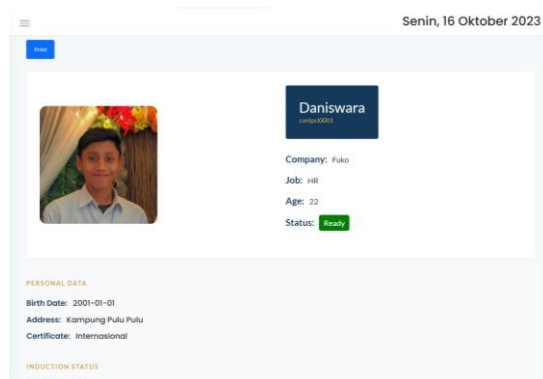 Senin, 16 Oktober 2023
Print
Daniswara
Company: Fuko
Job: HR
Age: 22
Status: Ready
PERSONAL DATA
Birth Date: 2001-01-01
Address: Kampung Pulu Pulu
Certificate: Internasional
INDUCTION STATUS